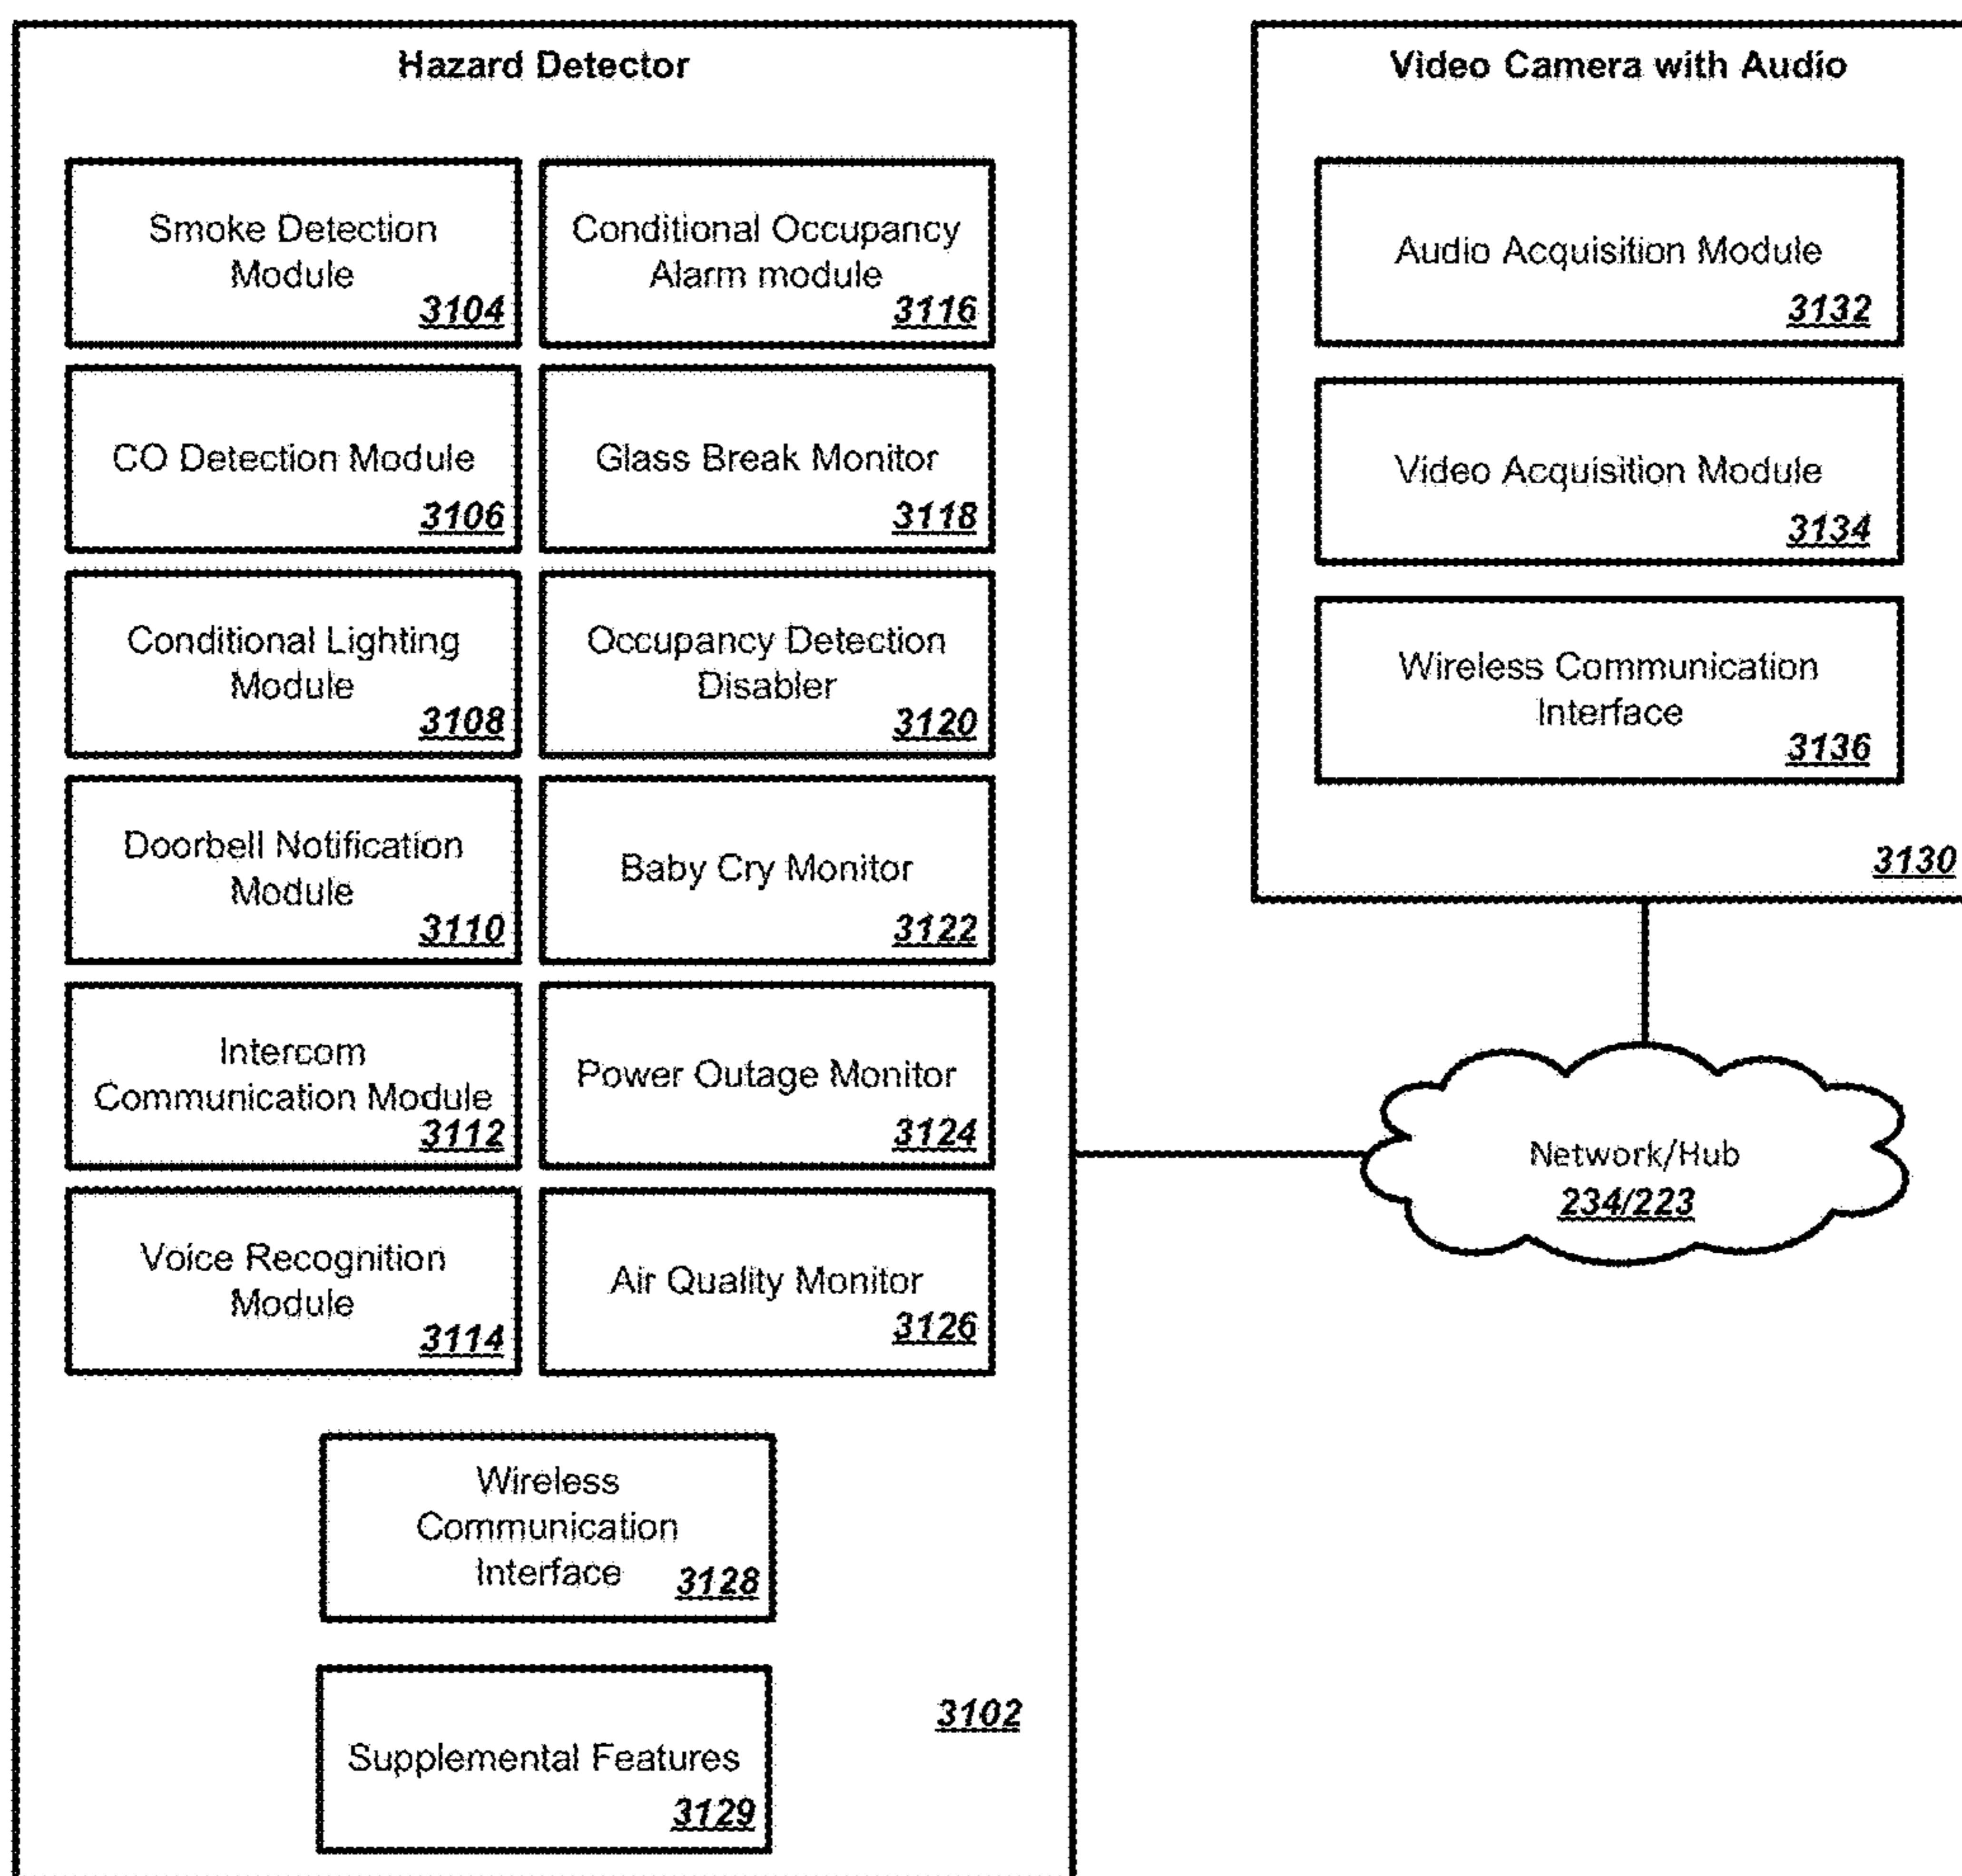 Hazard Detector
Smoke Detection
Module
3104
Conditional Occupancy
Alarm module
3116
CO Detection Module
3106
Glass Break Monitor
3118
Conditional Lighting
Module
3108
Occupancy Detection
Disabler
3120
Doorbell Notification
Module
3110
Baby Cry Monitor
3122
Intercom
Communication Module
3112
Power Outage Monitor
3124
Voice Recognition
Module
3114
Air Quality Monitor
3126
Wireless
Communication
Interface
3128
Supplemental Features
3129
3102
Video Camera with Audio
Audio Acquisition Module
3132
Video Acquisition Module
3134
Wireless Communication
Interface
3136
3130
Network/Hub
234/223